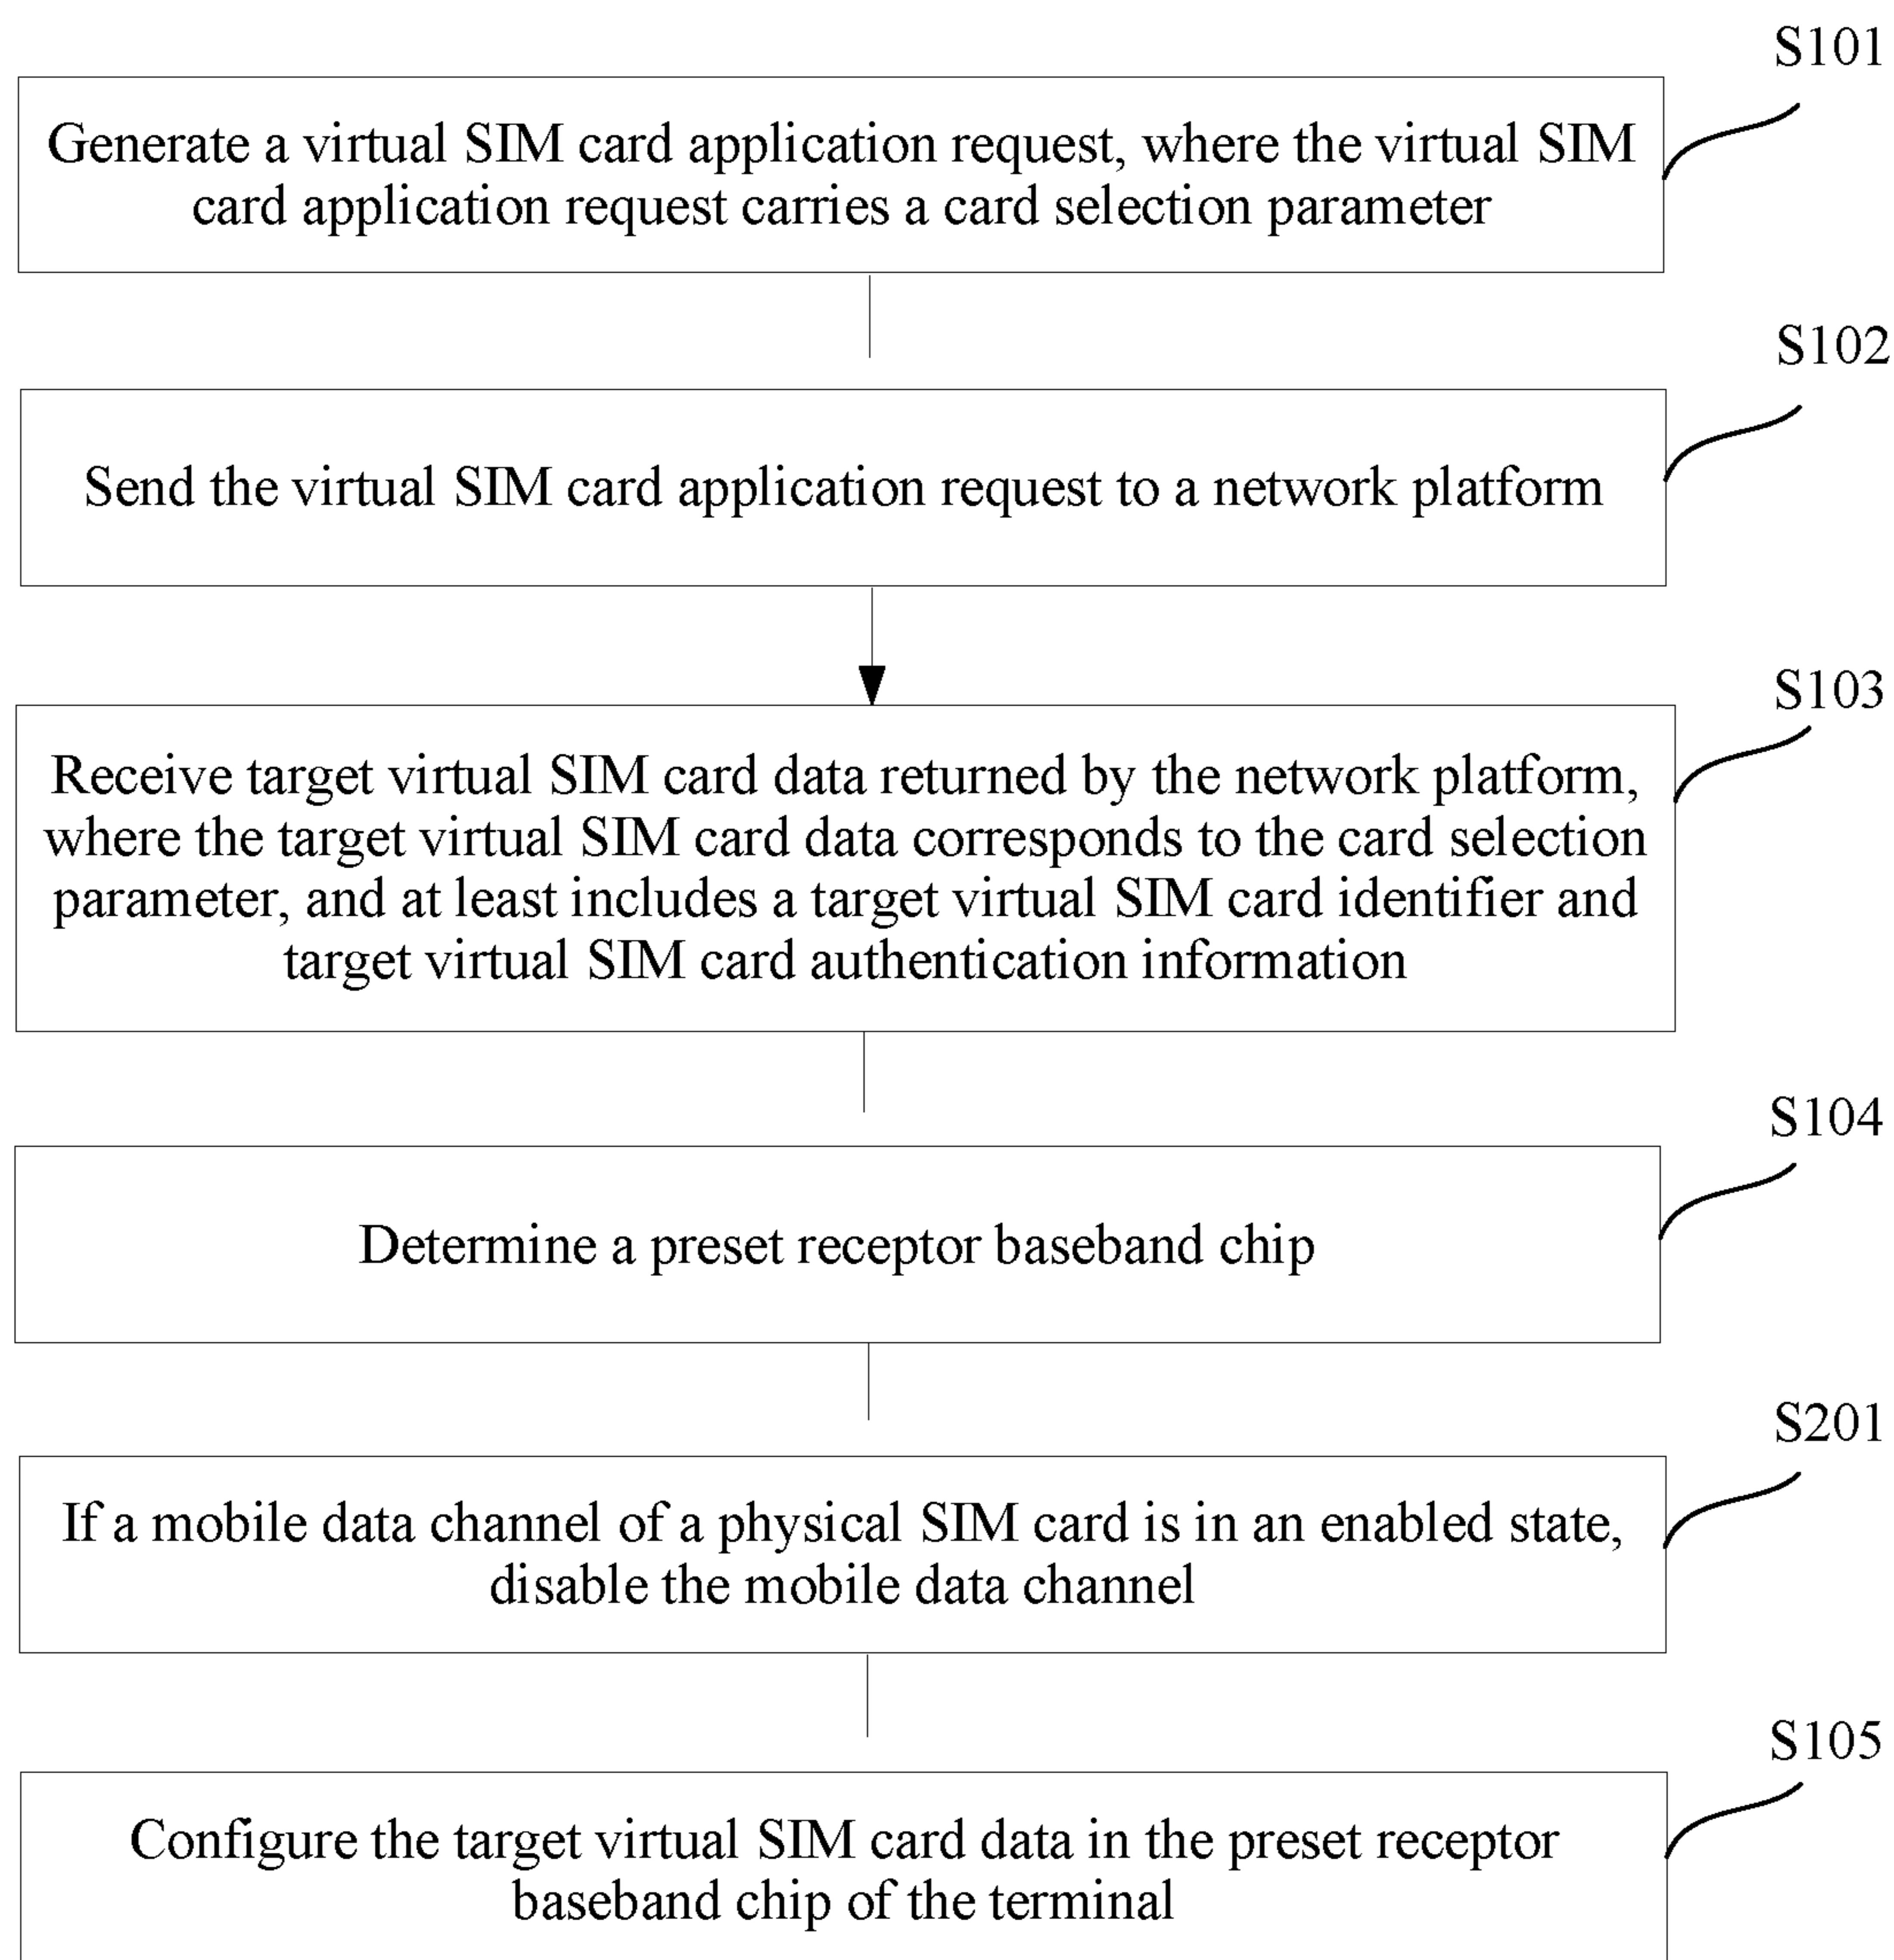 S101
Generate a virtual SIM card application request, where the virtual SIM
card application request carries a card selection parameter
S102
Send the virtual SIM card application request to a network platform
S103
Receive target virtual SIM card data returned by the network platform,
where the target virtual SIM card data corresponds to the card selection
parameter, and at least includes a target virtual SIM card identifier and
target virtual SIM card authentication information
S104
Determine a preset receptor baseband chip
S201
If a mobile data channel of a physical SIM card is in an enabled state,
disable the mobile data channel
S105
Configure the target virtual SIM card data in the preset receptor
baseband chip of the terminal